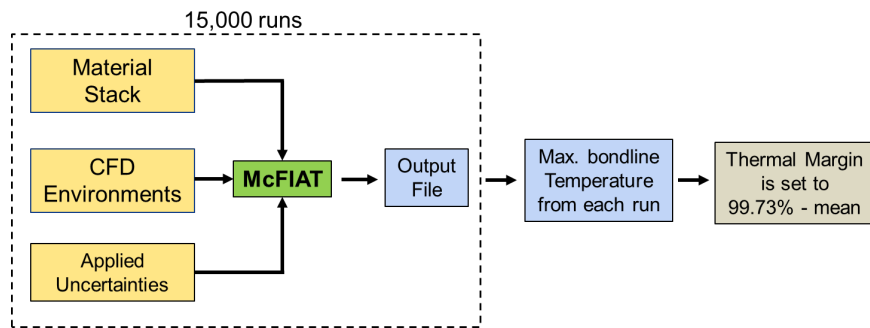 15,000 runs
Material
Stack
CFD
Environments
Applied
Uncertainties
McFIAT
Output
File
Max. bondline
Temperature
from each run
Thermal Margin
is set to
99.73% - mean